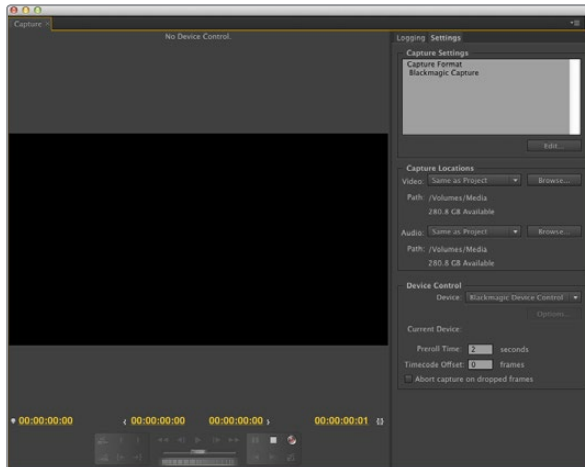 Capture
No Device Control.
Logging Settings
Capture Settings
Capture Format
Blackmagic Capture
Edit...
Capture Locations
Video: Same as Project Browse...
Path: /Volumes/Media
280.8 GB Available
Audio: Same as Project Browse...
Path: /Volumes/Media
280.8 GB Available
Device Control
Device: Blackmagic Device Control
Options...
Current Device:
Preroll Time: 2 seconds
Timecode Offset: 0 frames
Abort capture on dropped frames
00:00:00:00 { 00:00:00:00 00:00:00:00 } 00:00:00:01 {}